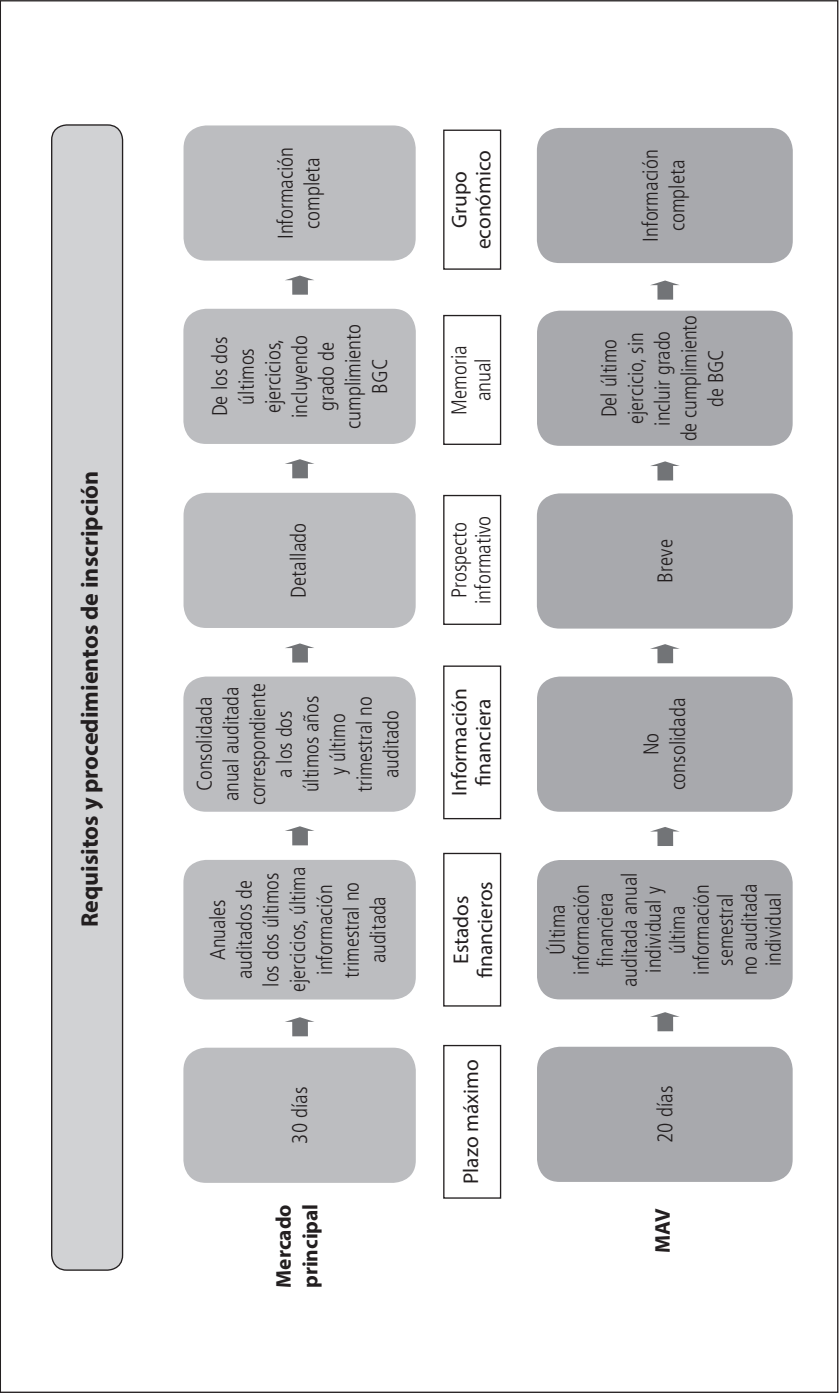 Requisitos y procedimientos de inscripción
Mercado
principal
30 días
Anuales
auditados de
los dos últimos
ejercicios, última
información
trimestral no
auditada
Consolidada
anual auditada
correspondiente
a los dos
últimos años
y último
trimestral no
auditado
Detallado
De los dos
últimos
ejercicios,
incluyendo
grado de
cumplimiento
BGC
Información
completa
Plazo máximo
Estados
financieros
Información
financiera
Prospecto
informativo
Memoria
anual
Grupo
económico
MAV
20 días
Última
información
financiera
auditada anual
individual y
última
información
semestral
no auditada
individual
No
consolidada
Breve
Del último
ejercicio, sin
incluir grado
de cumplimiento
de BGC
Información
completa